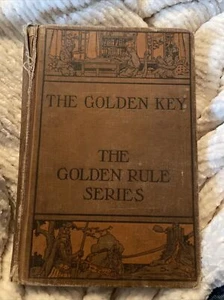 THE GOLDEN KEY
THE
GOLDEN RULE
SERIES